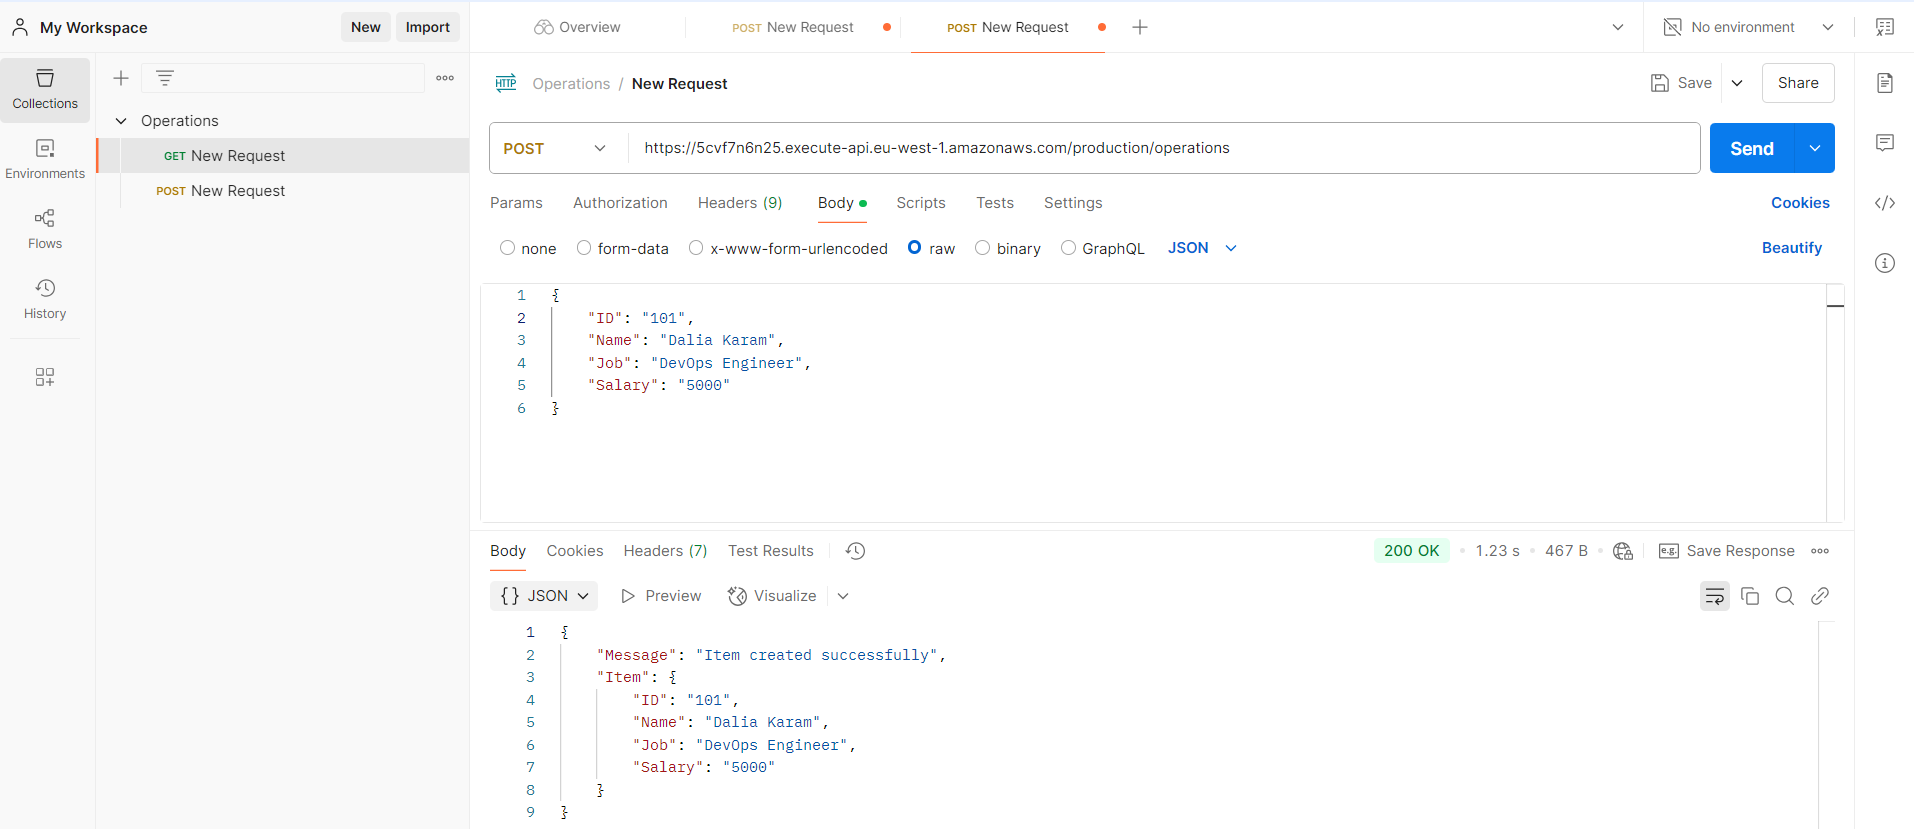 My Workspace
New
Import
Overview
POST New Request
POST New Request
No environment
Collections
Environments
Flows
History
Operations
GET New Request
POST New Request
HTTP
Operations / New Request
Save
Share
POST
https://5cvf7n6n25.execute-api.eu-west-1.amazonaws.com/production/operations
Send
Params
Authorization
Headers (9)
Body
Scripts
Tests
Settings
Cookies
none
form-data
x-www-form-urlencoded
raw
binary
GraphQL
JSON
Beautify
1 {
2 "ID": "101",
3 "Name": "Dalia Karam",
4 "Job": "DevOps Engineer",
5 "Salary": "5000"
6 }
Body
Cookies
Headers (7)
Test Results
200 OK
1.23 s
467 B
e.g.
Save Response
{} JSON
Preview
Visualize
1 {
2 "Message": "Item created successfully",
3 "Item": {
4 "ID": "101",
5 "Name": "Dalia Karam",
6 "Job": "DevOps Engineer",
7 "Salary": "5000"
8 }
9 }